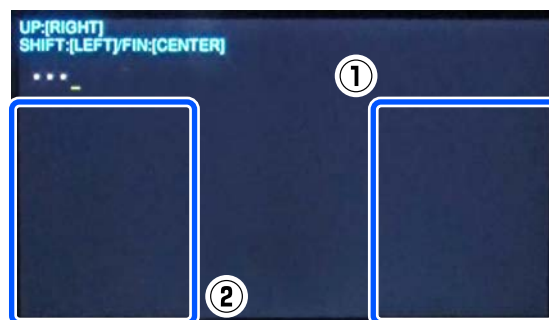 UP:[RIGHT]
SHIFT:[LEFT]/FIN:[CENTER]
..._
①
②